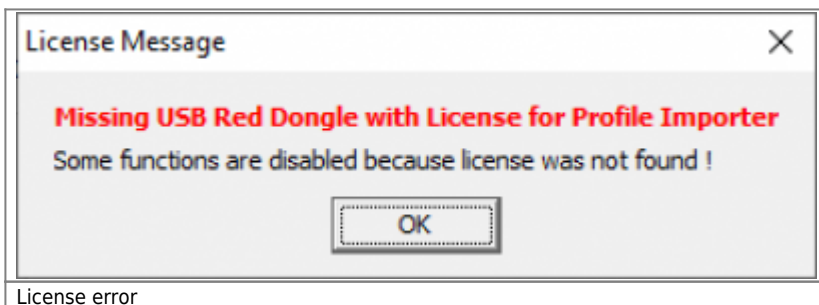 License Message
Missing USB Red Dongle with License for Profile Importer
Some functions are disabled because license was not found !
OK
License error